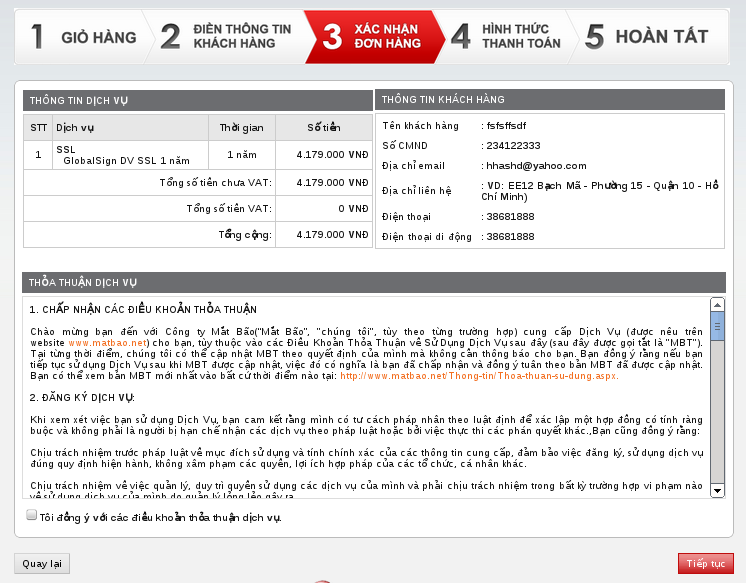 1 GIỎ HÀNG
2 ĐIỀN THÔNG TIN
KHÁCH HÀNG
3 XÁC NHẬN
ĐƠN HÀNG
4 HÌNH THỨC
THANH TOÁN
5 HOÀN TẤT
THÔNG TIN DỊCH VỤ
STT Dịch vụ Thời gian Số tiền
1 SSL
GlobalSign DV SSL 1 năm 1 năm 4.179.000 VNĐ
Tổng số tiền chưa VAT: 4.179.000 VNĐ
Tổng số tiền VAT: 0 VNĐ
Tổng cộng: 4.179.000 VNĐ
THÔNG TIN KHÁCH HÀNG
Tên khách hàng : fsfsffsdf
Số CMND : 234122333
Địa chỉ email : hhashd@yahoo.com
Địa chỉ liên hệ : VD: EE12 Bạch Mã - Phường 15 - Quận 10 - Hồ
Chí Minh)
Điện thoại : 38681888
Điện thoại di động : 38681888
THỎA THUẬN DỊCH VỤ
1. CHẤP NHẬN CÁC ĐIỀU KHOẢN THỎA THUẬN
Chào mừng bạn đến với Công ty Mắt Bão("Mắt Bão", "chúng tôi", tùy theo từng trường hợp) cung cấp Dịch Vụ (được nêu trên
website www.matbao.net) cho bạn, tùy thuộc vào các Điều Khoản Thỏa Thuận về Sử Dụng Dịch Vụ sau đây (sau đây được gọi tắt là "MBT").
Tại từng thời điểm, chúng tôi có thể cập nhật MBT theo quyết định của mình mà không cần thông báo cho bạn. Bạn đồng ý rằng nếu bạn
tiếp tục sử dụng Dịch Vụ sau khi MBT được cập nhật, việc đó có nghĩa là bạn đã chấp nhận và đồng ý tuân theo bản MBT đã được cập nhật.
Bạn có thể xem bản MBT mới nhất vào bất cứ thời điểm nào tại: http://www.matbao.net/Thong-tin/Thoa-thuan-su-dung.aspx.
2. ĐĂNG KÝ DỊCH VỤ:
Khi xem xét việc bạn sử dụng Dịch Vụ, bạn cam kết rằng mình có tư cách pháp nhân theo luật định để xác lập một hợp đồng có tính ràng
buộc và không phải là người bị hạn chế nhận các dịch vụ theo pháp luật hoặc bởi việc thực thi các phán quyết khác.,Bạn cũng đồng ý rằng:
Chịu trách nhiệm trước pháp luật về mục đích sử dụng và tính chính xác của các thông tin cung cấp, đảm bảo việc đăng ký, sử dụng dịch vụ
đúng quy định hiện hành, không xâm phạm các quyền, lợi ích hợp pháp của các tổ chức, cá nhân khác.
Chịu trách nhiệm về việc quản lý, duy trì quyền sử dụng các dịch vụ của mình và phải chịu trách nhiệm trong bất kỳ trường hợp vi phạm nào
về sử dụng dịch vụ của mình do quản lý lỏng lẻo gây ra
Tôi đồng ý với các điều khoản thỏa thuận dịch vụ.
Quay lại
Tiếp tục